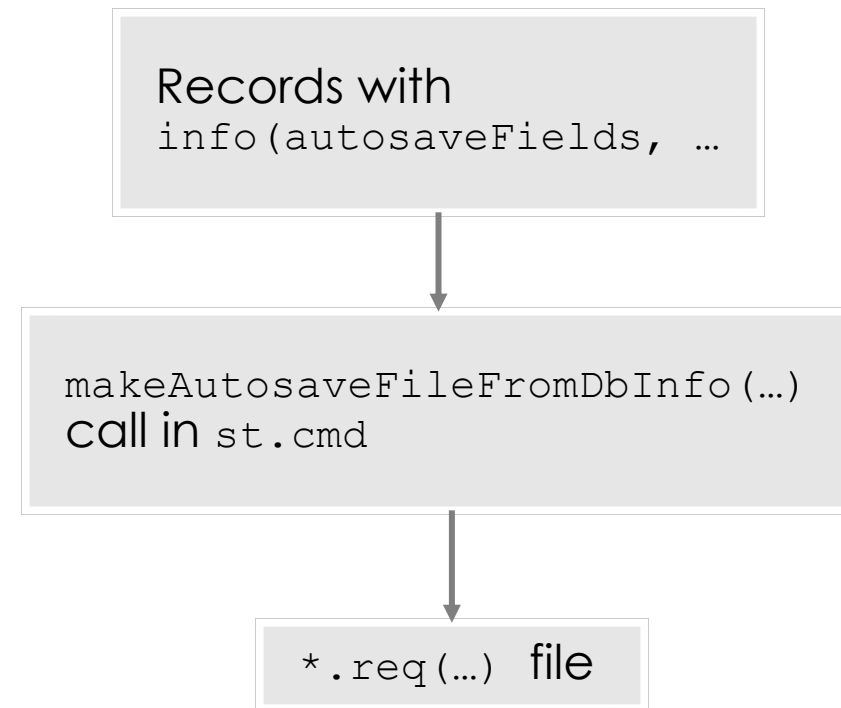 Records with
info(autosaveFields, …
makeAutosaveFileFromDbInfo(…)
call in st.cmd
*.req(…) file